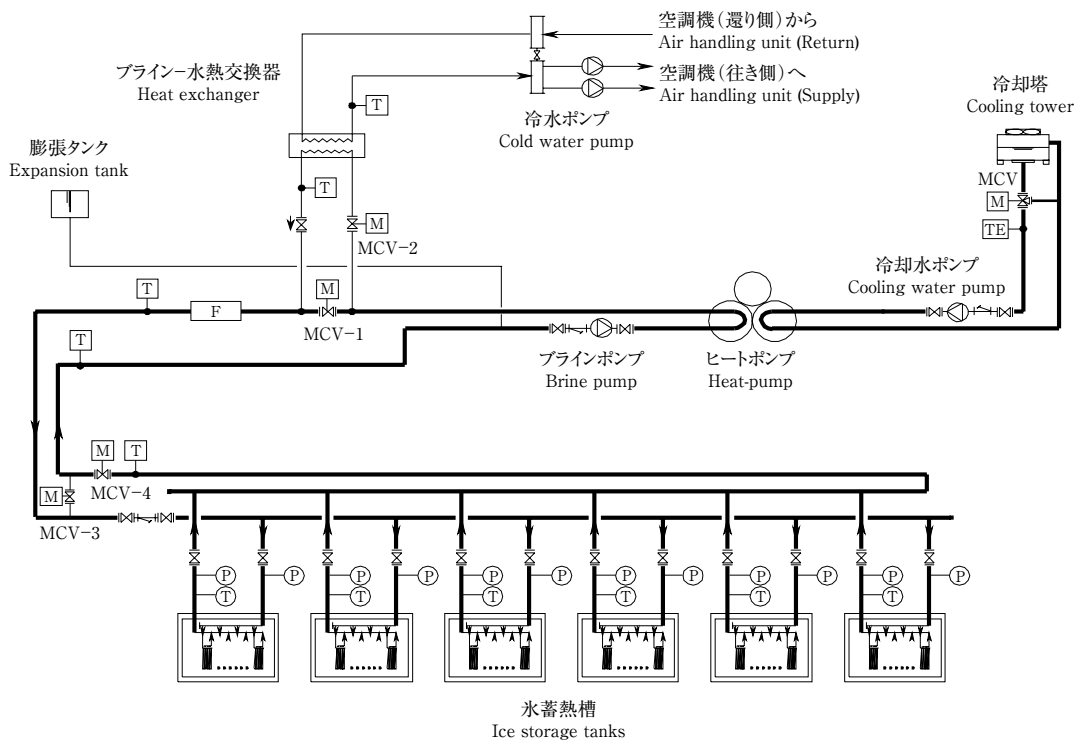 空調機（還り側）から
Air handling unit (Return)
空調機（往き側）へ
Air handling unit (Supply)
ブライン－水熱交換器
Heat exchanger
T
冷水ポンプ
Cold water pump
冷却塔
Cooling tower
膨張タンク
Expansion tank
T
M
MCV−2
MCV
M
TE
冷却水ポンプ
Cooling water pump
T
F
M
MCV−1
T
ブラインポンプ
Brine pump
ヒートポンプ
Heat-pump
M
T
MCV−4
M
MCV−3
P
P
P
P
P
P
P
P
P
P
P
P
T
T
T
T
T
T
氷蓄熱槽
Ice storage tanks